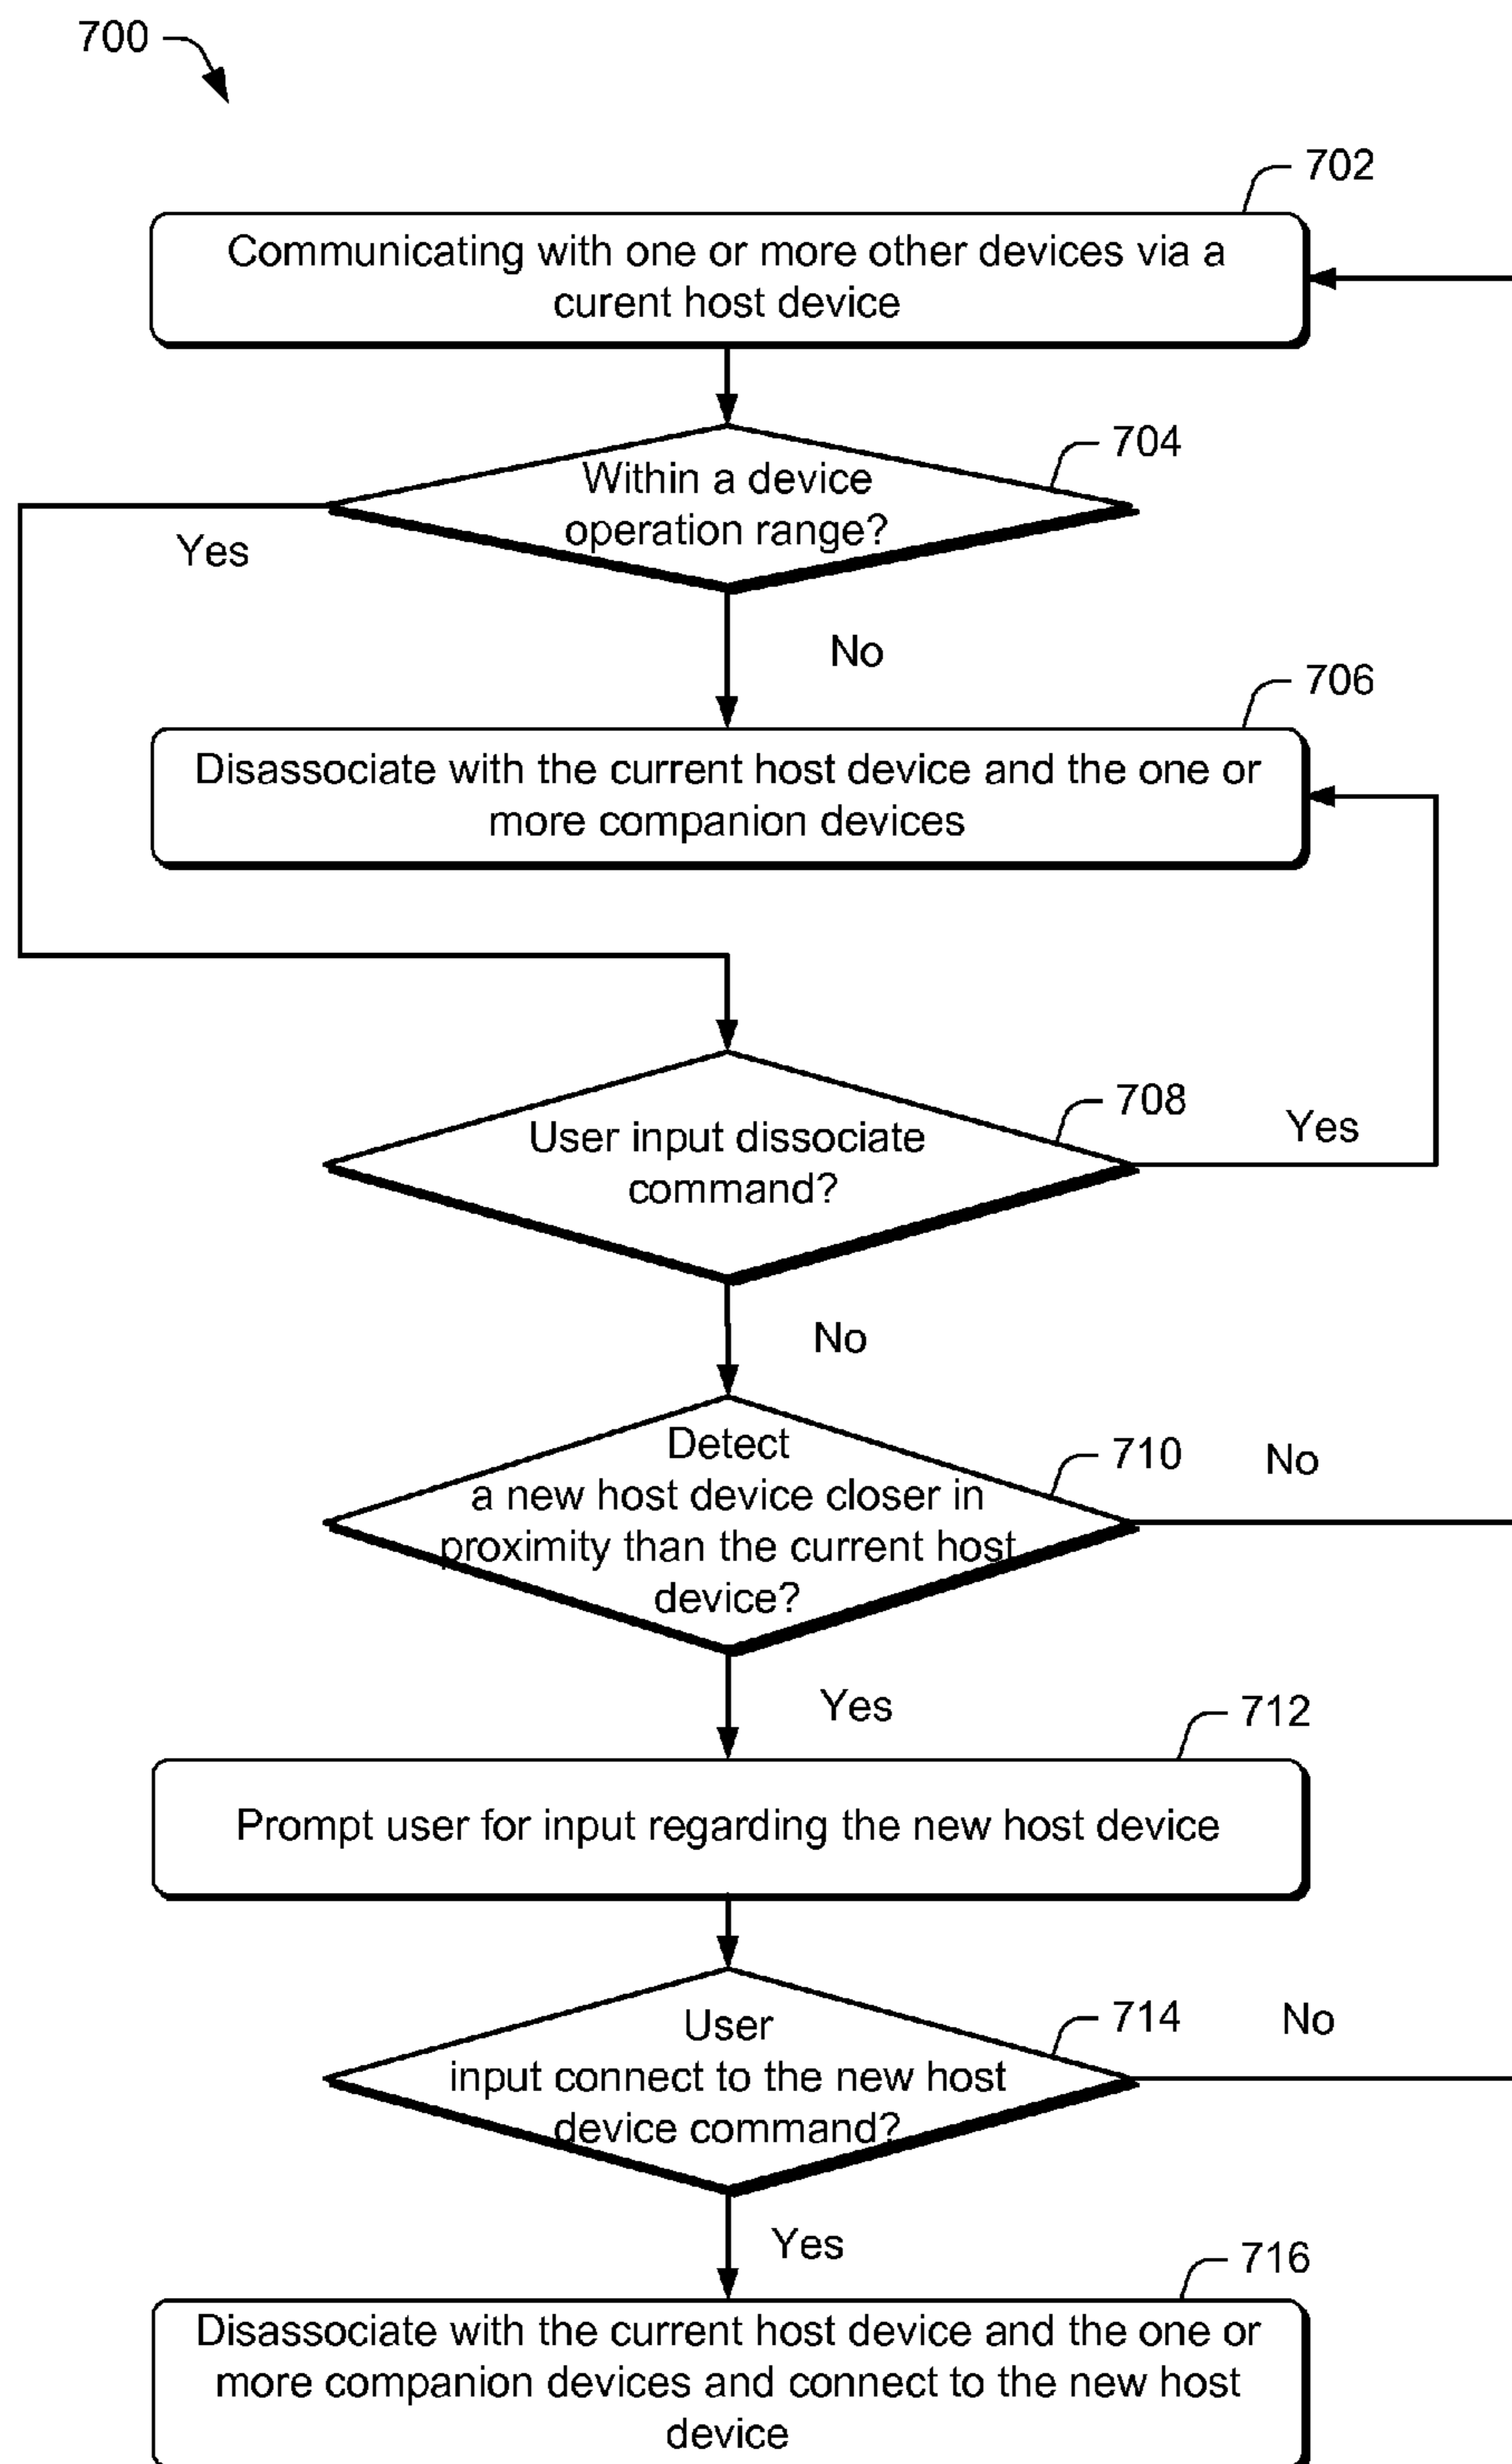 700
702
Communicating with one or more other devices via a
curent host device
704
Within a device
operation range?
Yes
No
706
Disassociate with the current host device and the one or
more companion devices
708
User input dissociate
command?
Yes
No
710
No
Detect
a new host device closer in
proximity than the current host
device?
Yes
712
Prompt user for input regarding the new host device
714
No
User
input connect to the new host
device command?
Yes
716
Disassociate with the current host device and the one or
more companion devices and connect to the new host
device